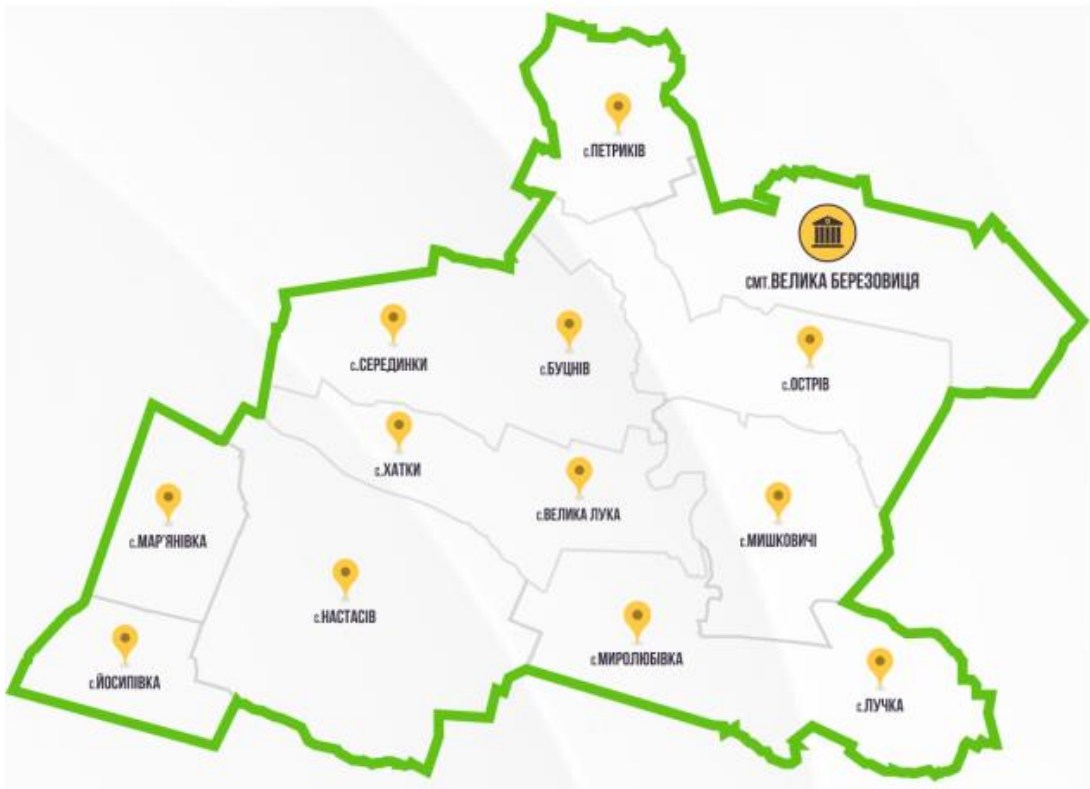 с.ПЕТРИКІВ
смт.ВЕЛИКА БЕРЕЗОВИЦЯ
с.СЕРЕДИНКИ
с.БУЦНІВ
с.ОСТРІВ
с.ХАТКИ
с.ВЕЛИКА ЛУКА
с.МАР'ЯНІВКА
с.МИШКОВИЧІ
с.НАСТАСІВ
с.МИРОЛЮБІВКА
с.ЙОСИПІВКА
с.ЛУЧКА